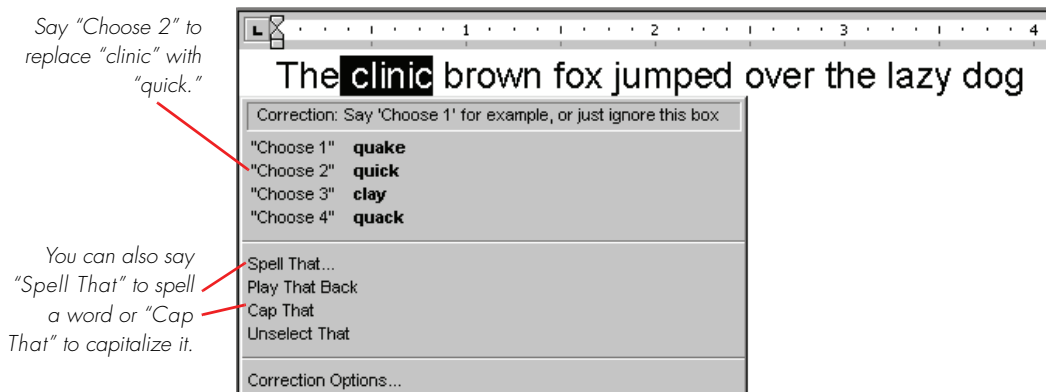 Say “Choose 2” to
replace “clinic” with
“quick.”
L 1 2 3 4
The clinic brown fox jumped over the lazy dog
Correction: Say 'Choose 1' for example, or just ignore this box
"Choose 1" quake
"Choose 2" quick
"Choose 3" clay
"Choose 4" quack
You can also say
“Spell That” to spell
a word or “Cap
That” to capitalize it.
Spell That...
Play That Back
Cap That
Unselect That
Correction Options...